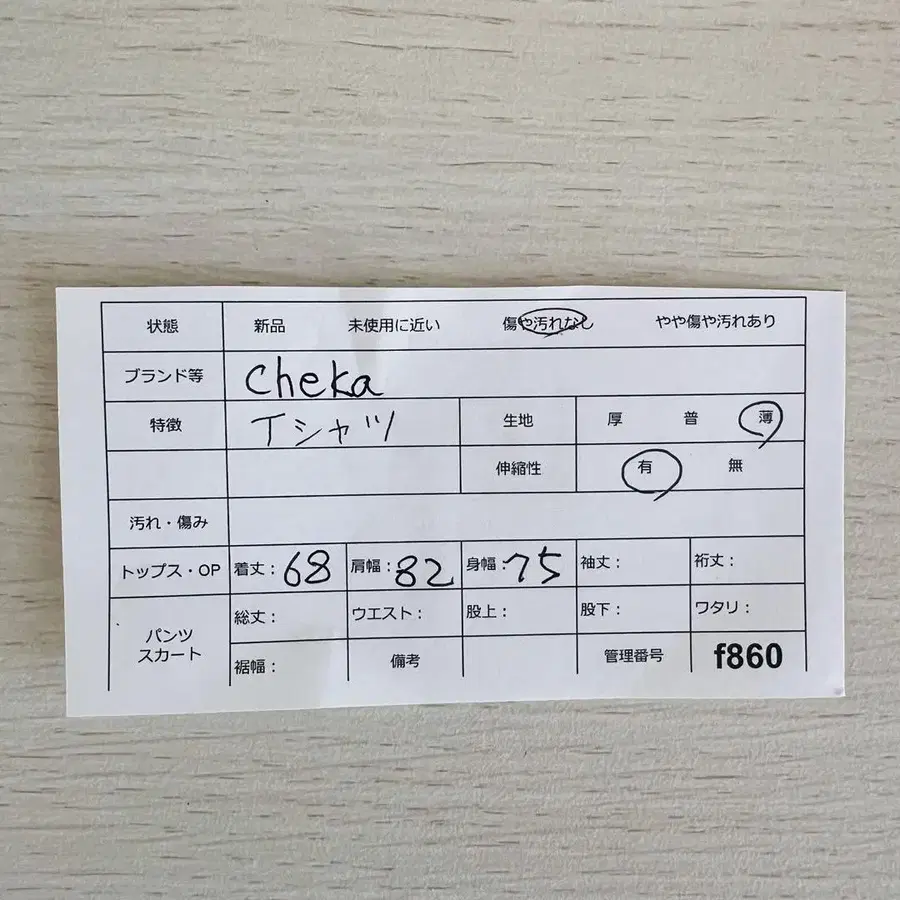 状態 新品 未使用に近い 傷や汚れなし やや傷や汚れあり
ブランド等 cheka
特徴 Tシャツ 生地 厚 普 薄
伸縮性 有 無
汚れ・傷み
トップス・OP 着丈:68 肩幅:82 身幅:75 袖丈: 裄丈:
パンツ スカート 総丈: ウエスト: 股上: 股下: ワタリ:
裾幅: 備考 管理番号 f860